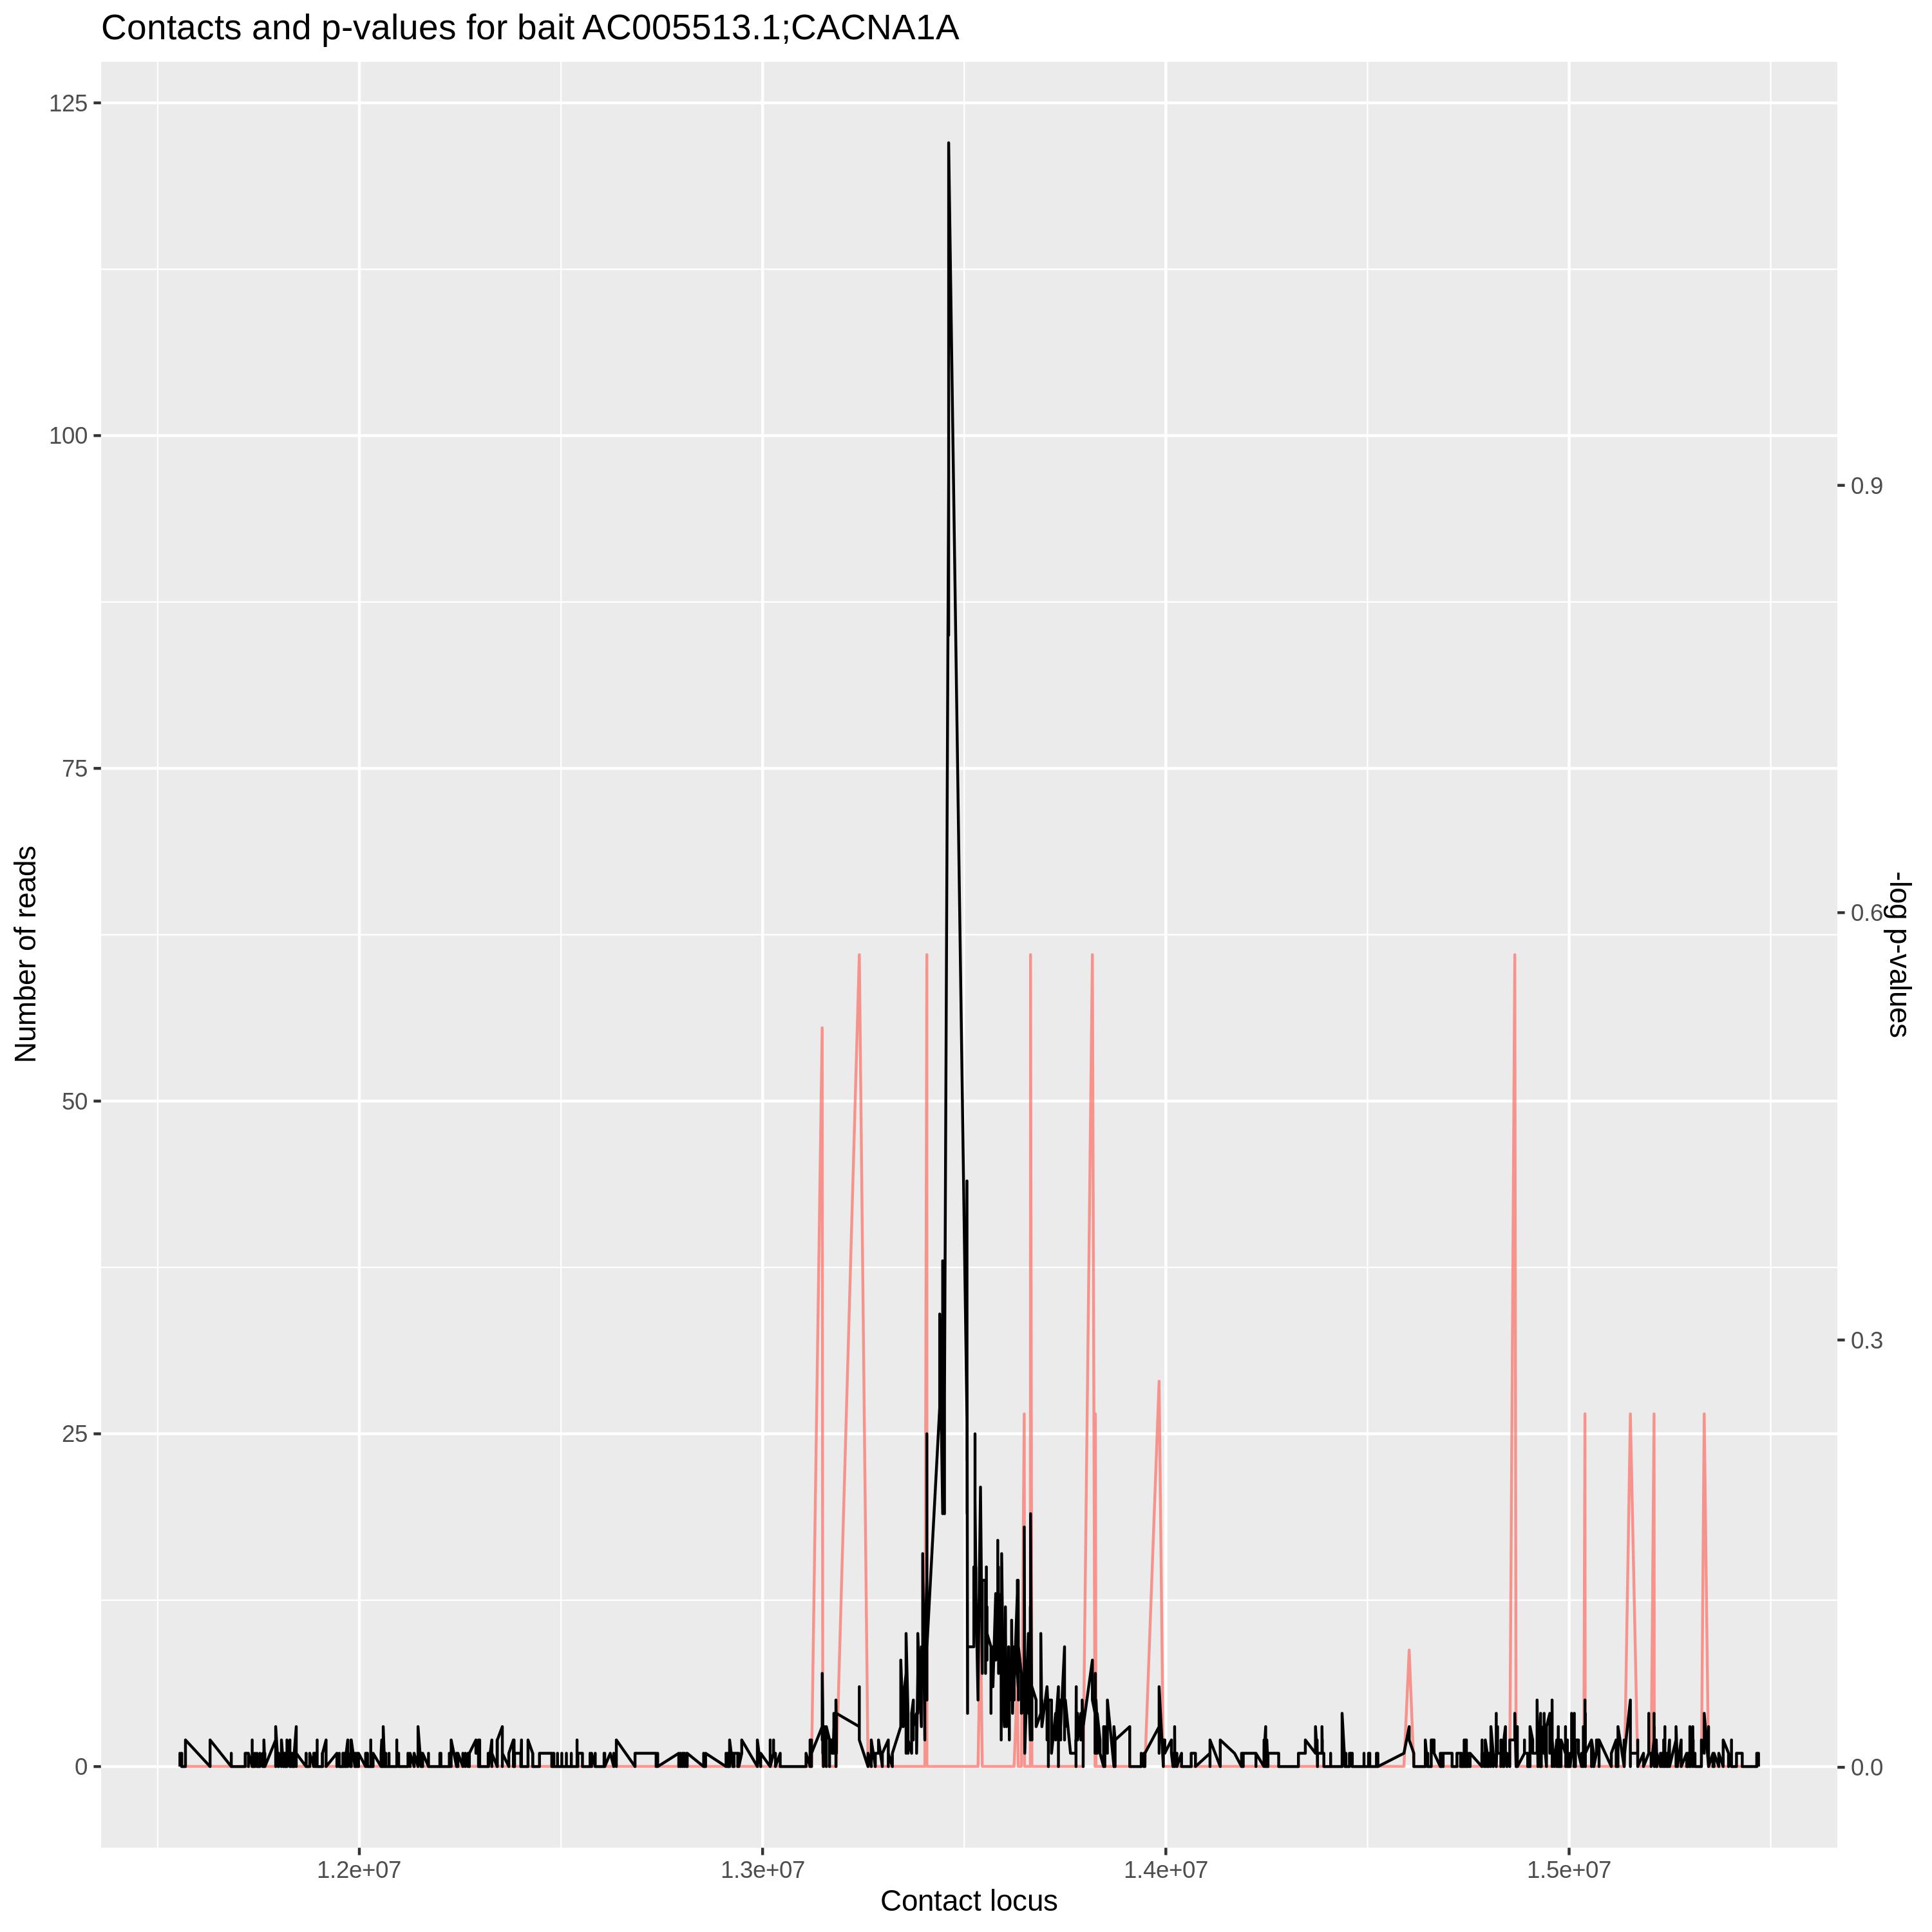 Contacts and p-values for bait AC005513.1;CACNA1A
125
100
75
50
25
0
Number of reads
0.9
0.6
0.3
0.0
-log p-values
1.2e+07
1.3e+07
1.4e+07
1.5e+07
Contact locus